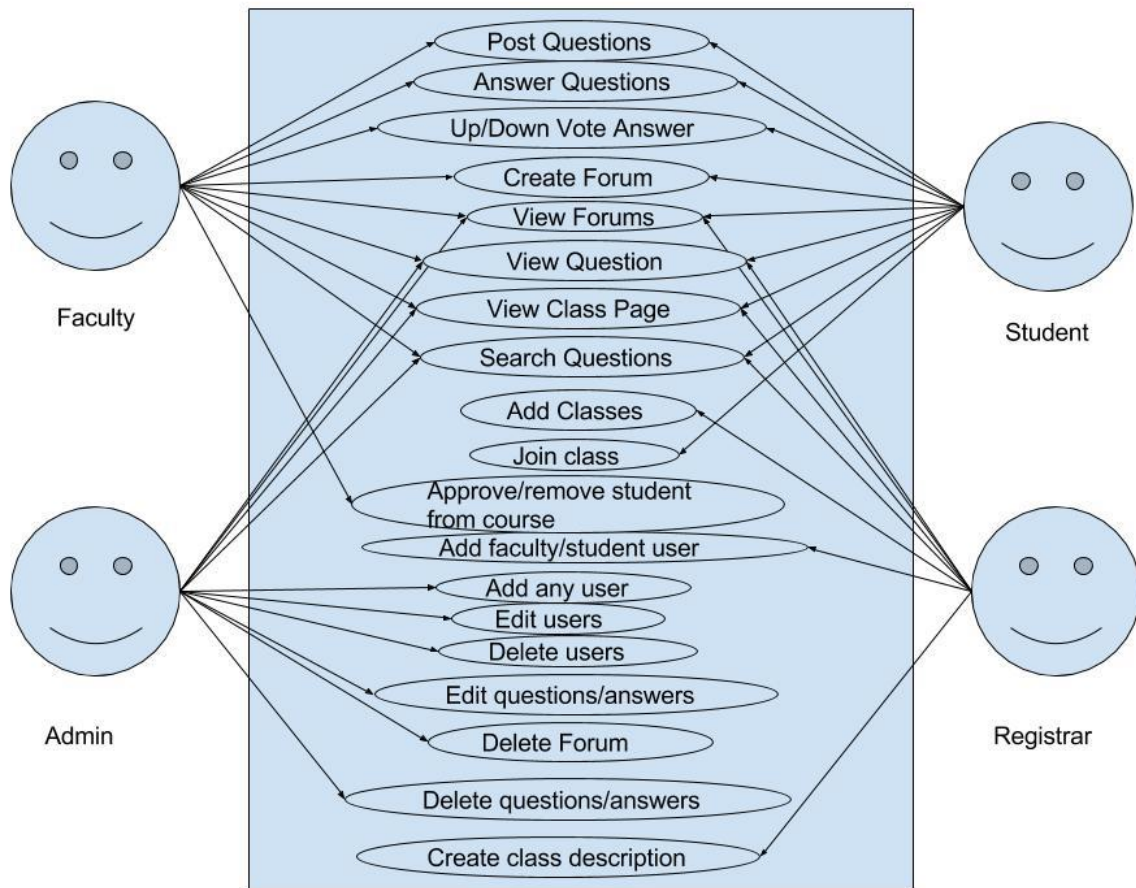 Post Questions
Answer Questions
Up/Down Vote Answer
Create Forum
View Forums
View Question
View Class Page
Faculty
Student
Search Questions
Add Classes
Join class
Approve/remove student
from course
Add faculty/student user
Add any user
Edit users
Delete users
Edit questions/answers
Admin
Registrar
Delete Forum
Delete questions/answers
Create class description